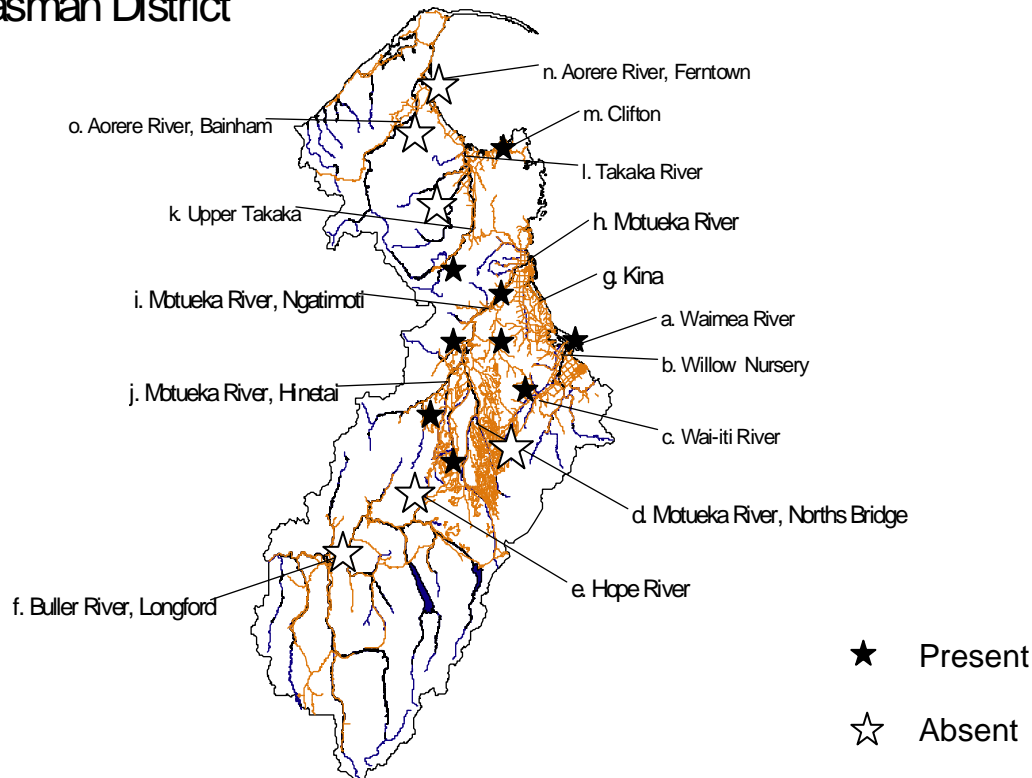 asman District
n. Aorere River, Ferntown
o. Aorere River, Bainham
m. Clifton
l. Takaka River
k. Upper Takaka
h. Motueka River
g. Kina
i. Motueka River, Ngatimoti
a. Waimea River
b. Willow Nursery
j. Motueka River, Hinetai
c. Wai-iti River
d. Motueka River, Norths Bridge
e. Hope River
f. Buller River, Longford
Present
Absent